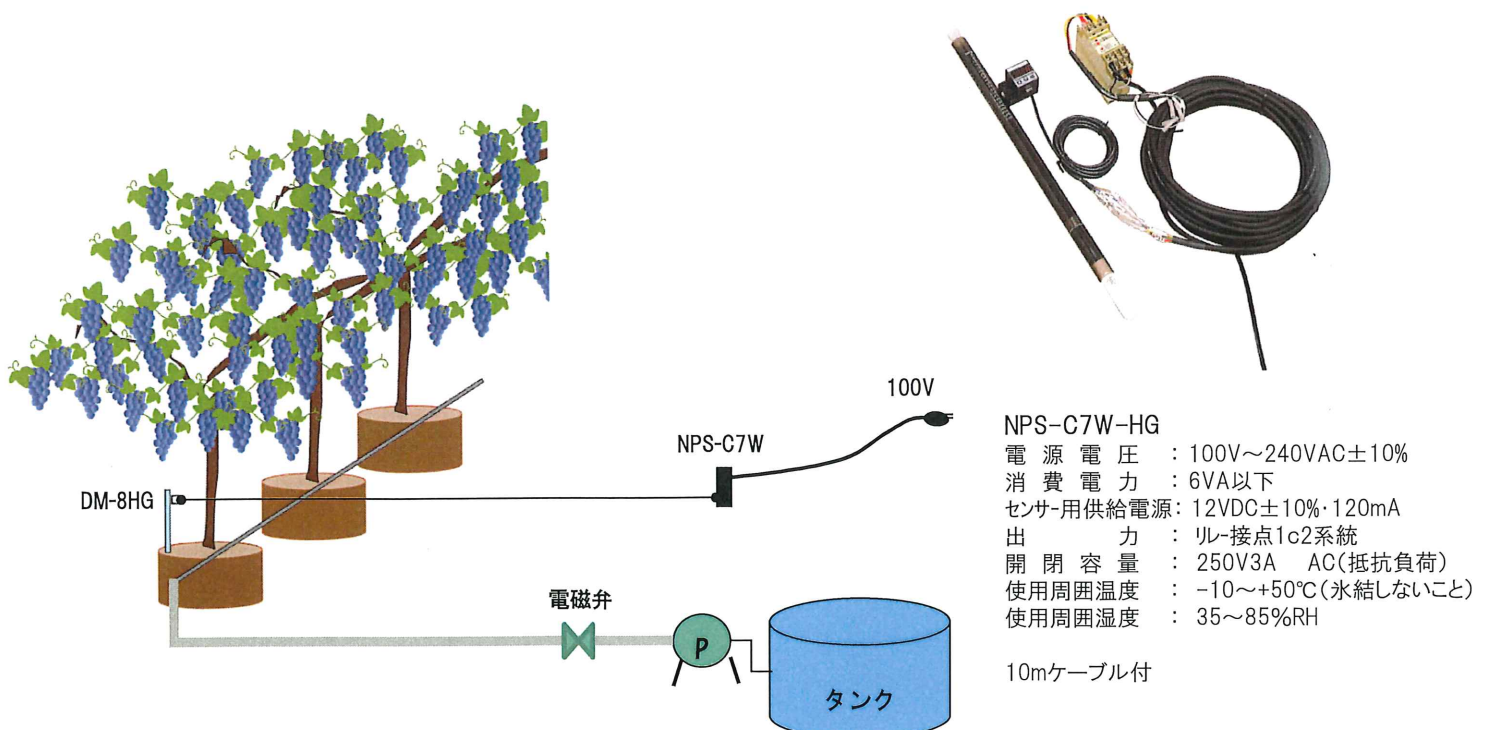 100V
NPS-C7W
DM-8HG
電磁弁
P
タンク
NPS-C7W-HG
電源電圧 : 100V～240VAC±10%
消費電力 : 6VA以下
センサー用供給電源: 12VDC±10%・120mA
出力 : リレー接点1c2系統
開閉容量 : 250V3A AC(抵抗負荷)
使用周囲温度 : -10～+50℃(氷結しないこと)
使用周囲湿度 : 35～85%RH
10mケーブル付